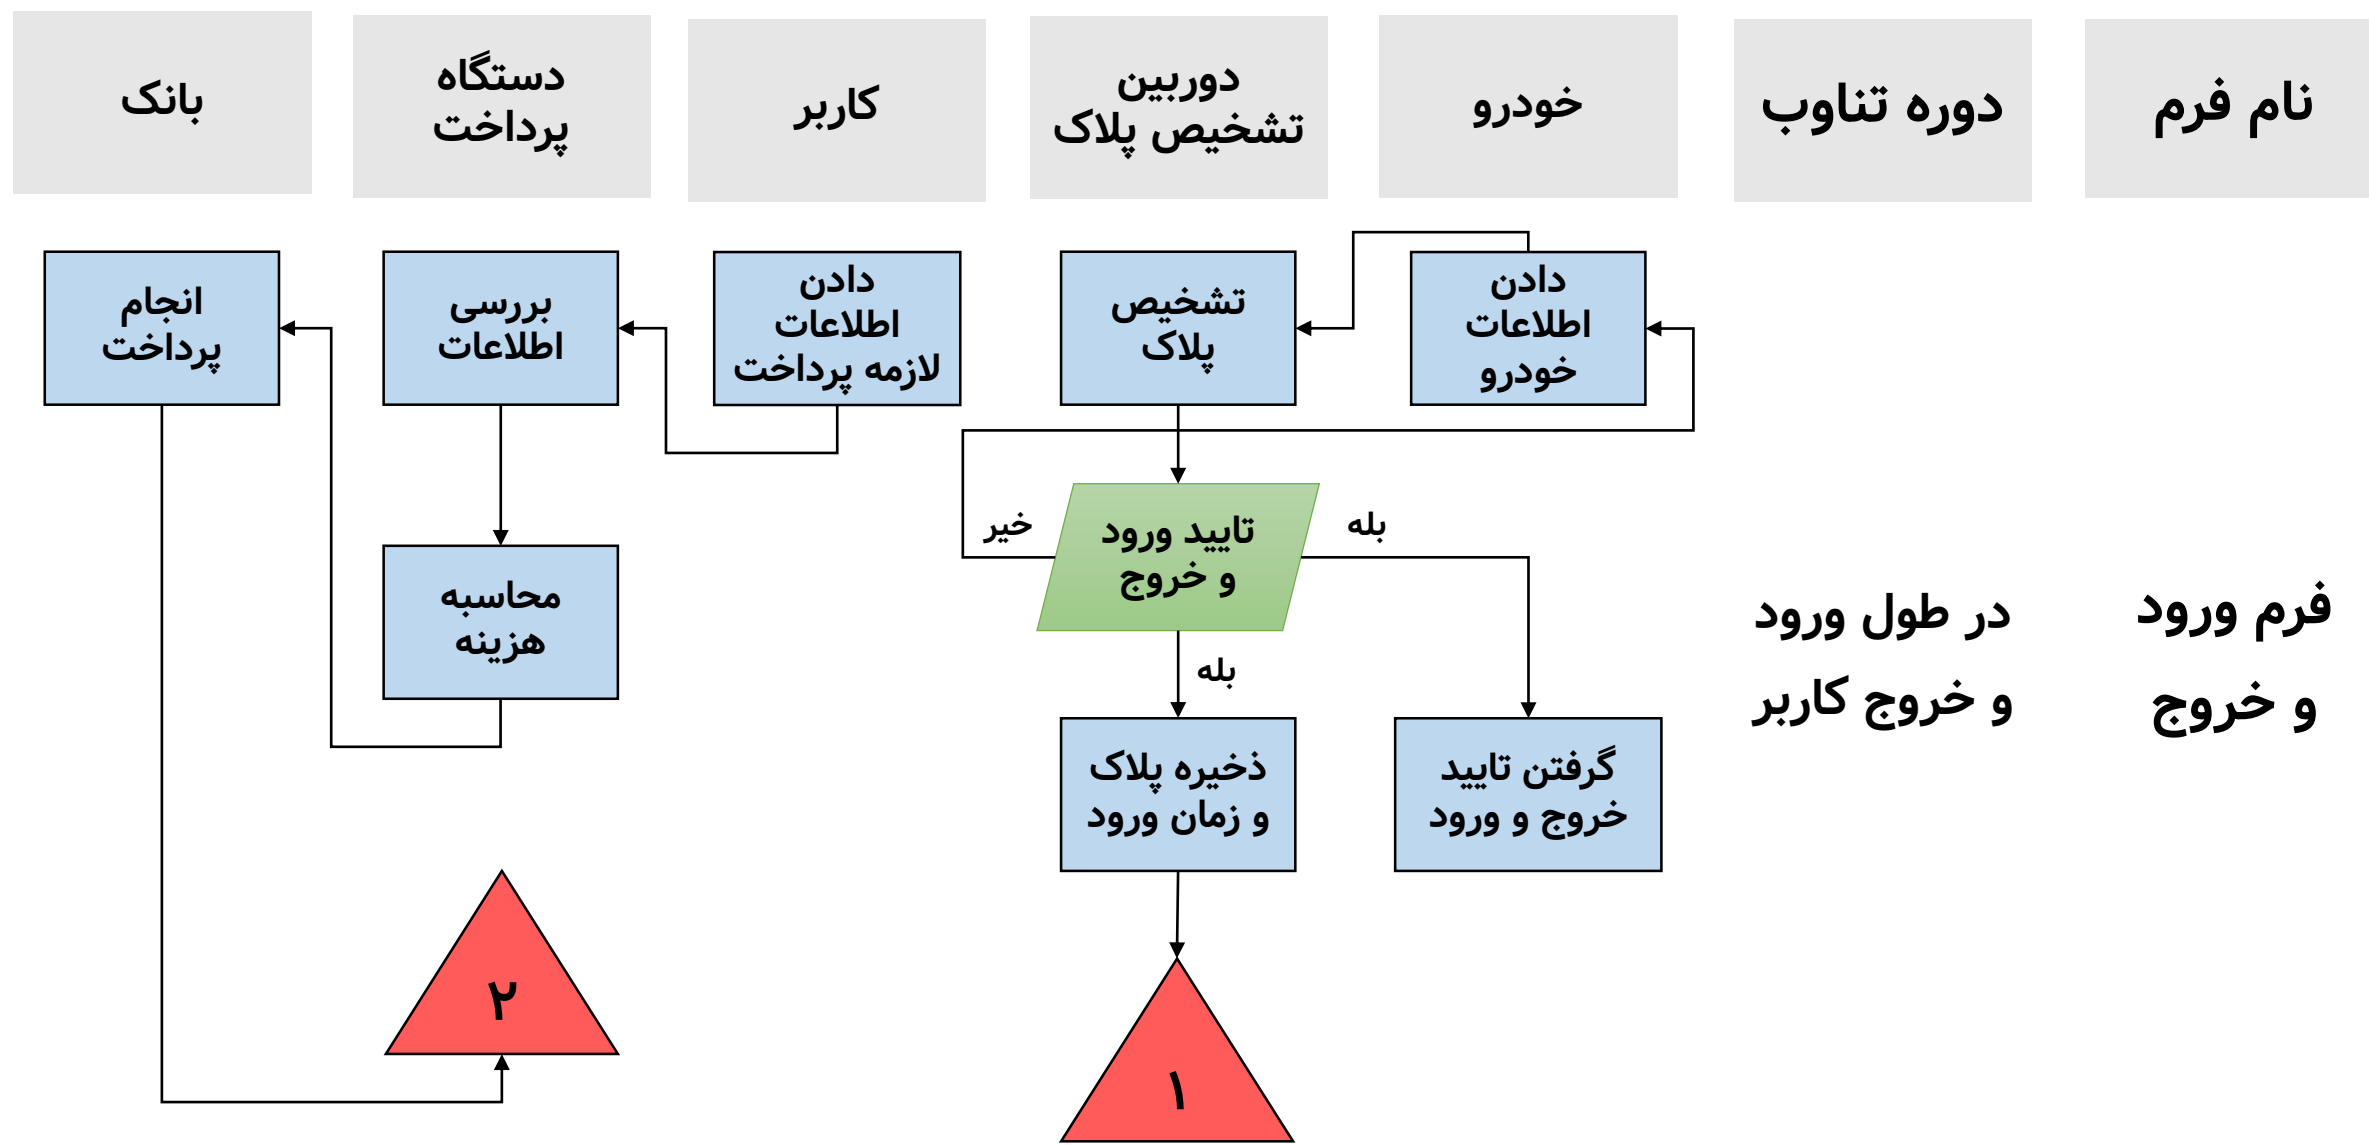 نام فرم
دوره تناوب
خودرو
دوربین
تشخیص پلاک
کاربر
دستگاه
پرداخت
بانک
دادن
اطلاعات
خودرو
تشخیص
پلاک
دادن
اطلاعات
لازمه پرداخت
بررسی
اطلاعات
انجام
پرداخت
بله
تایید ورود
و خروج
خیر
محاسبه
هزینه
فرم ورود
و خروج
در طول ورود
و خروج کاربر
بله
گرفتن تایید
خروج و ورود
ذخیره پلاک
و زمان ورود
۲
۱